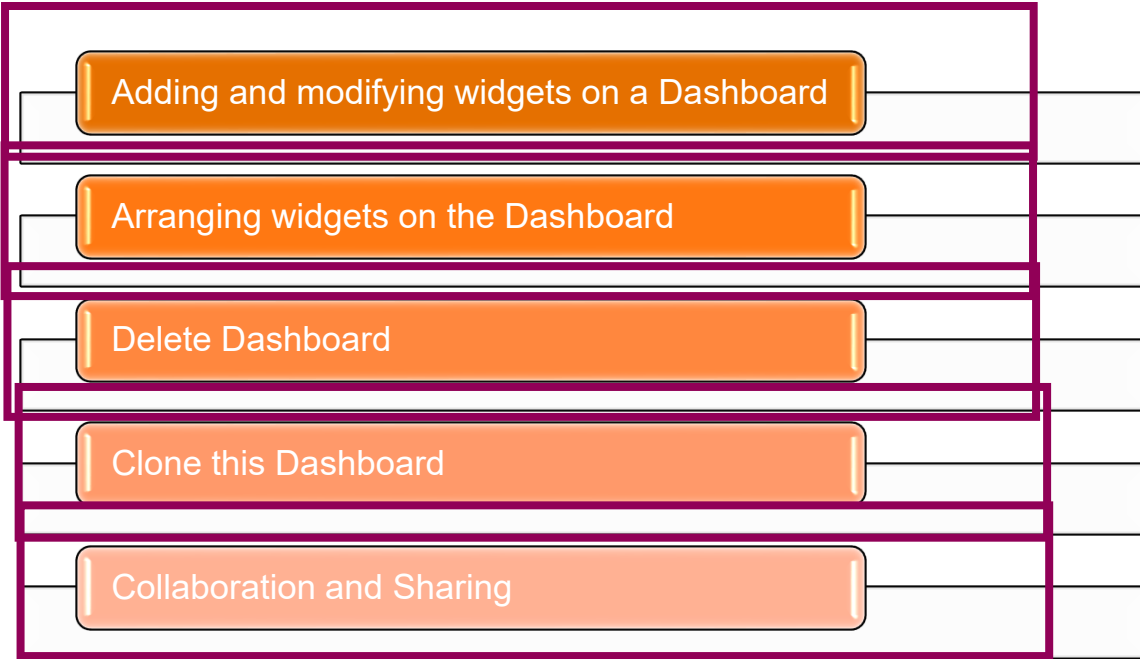 Adding and modifying widgets on a Dashboard
Arranging widgets on the Dashboard
Delete Dashboard
Clone this Dashboard
Collaboration and Sharing